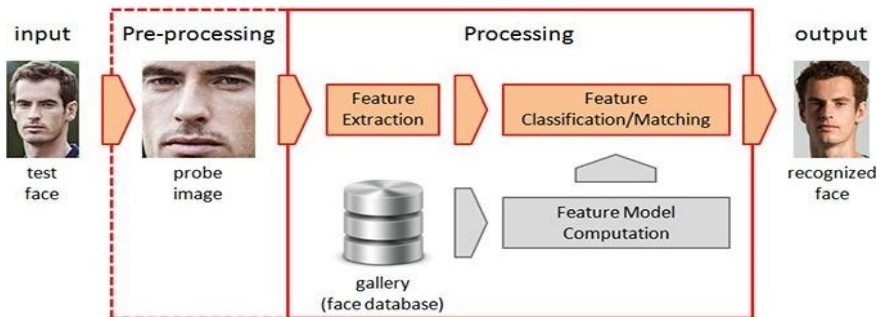 input
Pre-processing
Processing
output
Feature
Extraction
Feature
Classification/Matching
test
face
probe
image
recognized
face
Feature Model
Computation
gallery
(face database)